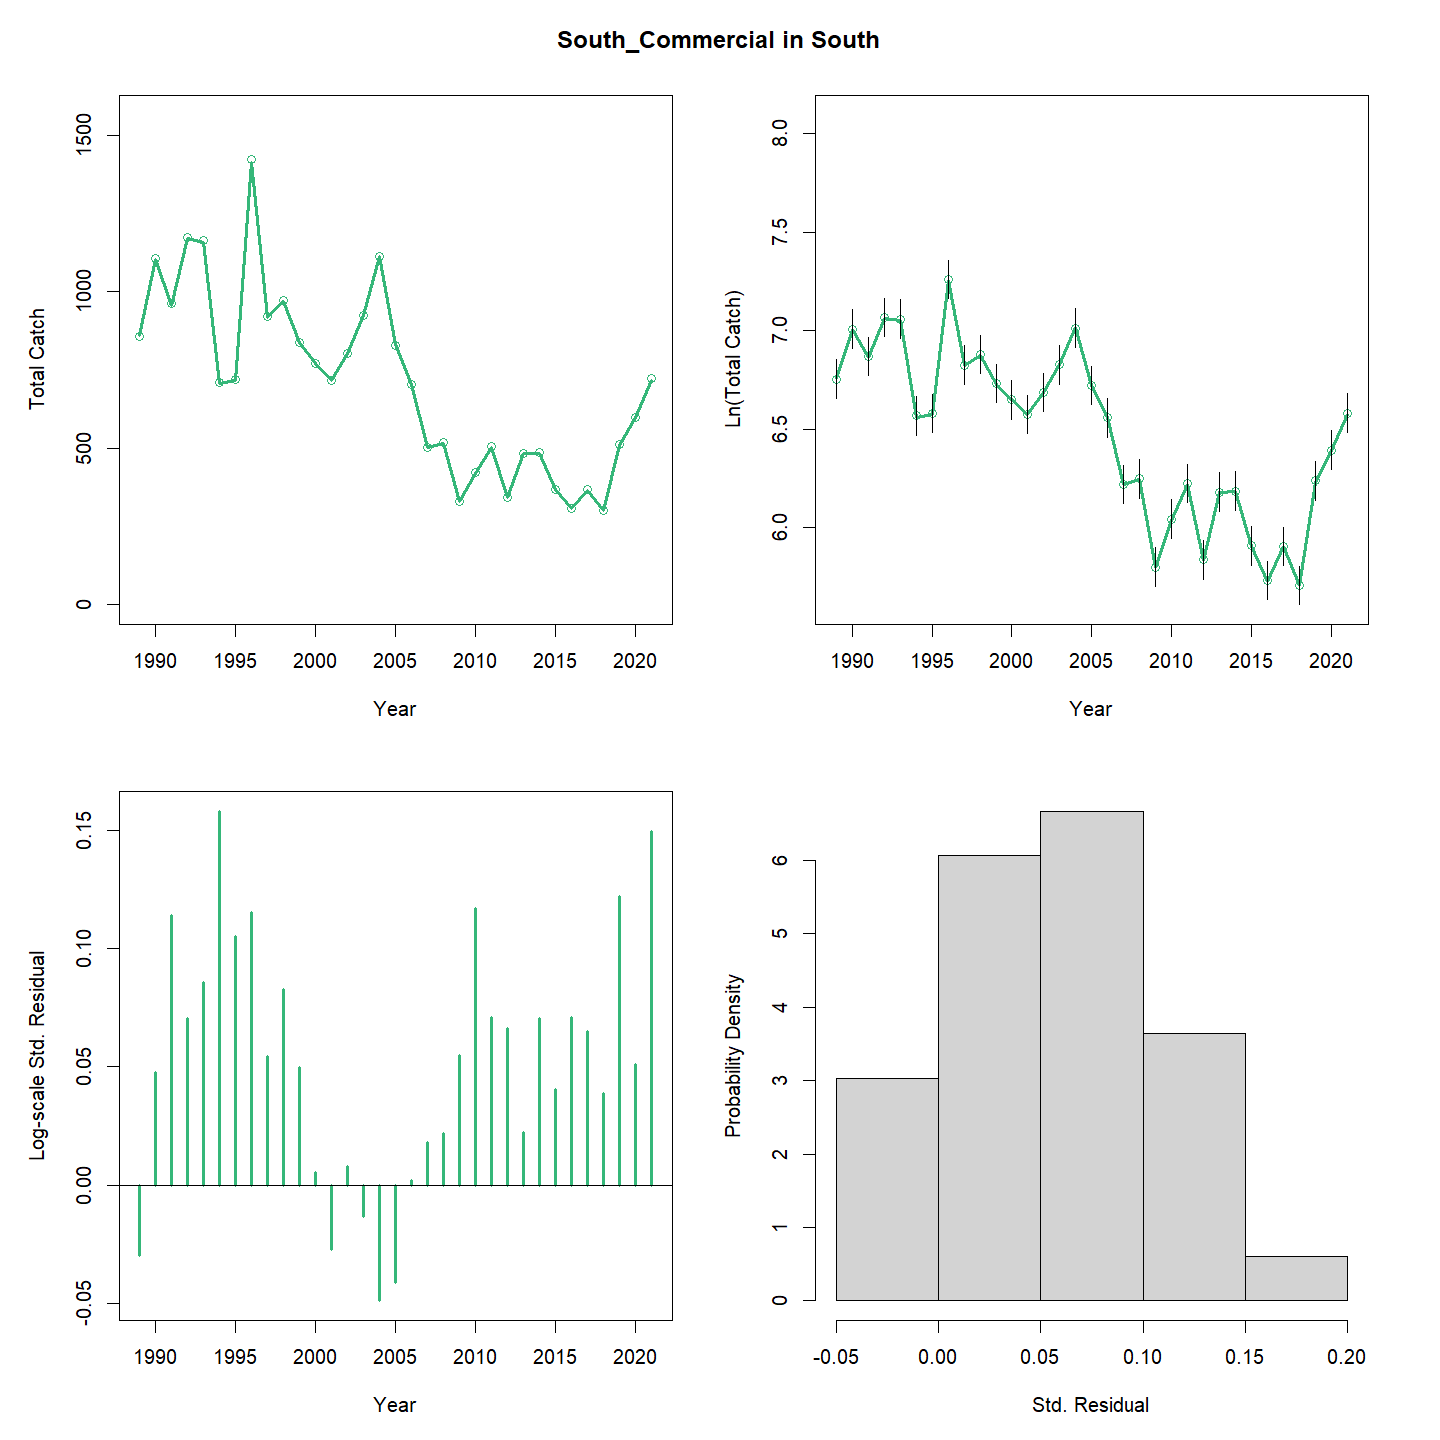 South_Commercial in South
Total Catch
1500
1000
500
0
1990 1995 2000 2005 2010 2015 2020
Year
Ln(Total Catch)
8.0
7.5
7.0
6.5
6.0
1990 1995 2000 2005 2010 2015 2020
Year
Log-scale Std. Residual
0.15
0.10
0.05
0.00
-0.05
1990 1995 2000 2005 2010 2015 2020
Year
Probability Density
6
5
4
3
2
1
0
-0.05 0.00 0.05 0.10 0.15 0.20
Std. Residual